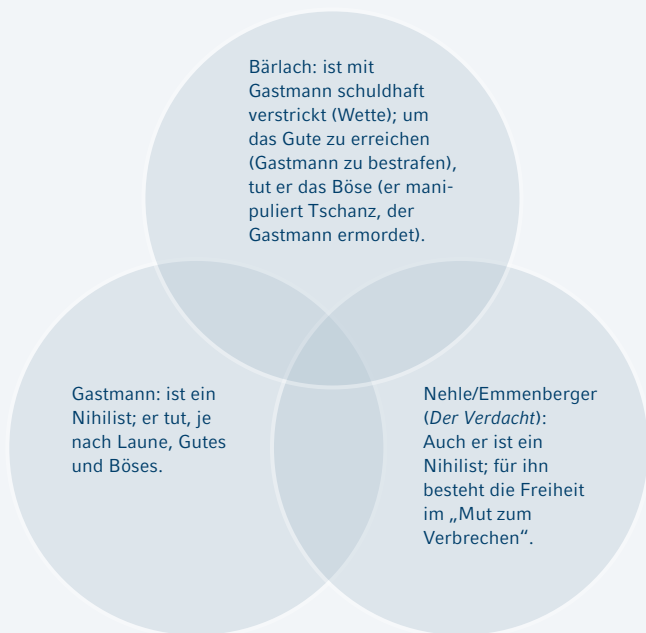 Bärlach: ist mit
Gastmann schuldhaft
verstrickt (Wette); um
das Gute zu erreichen
(Gastmann zu bestrafen),
tut er das Böse (er mani-
puliert Tschanz, der
Gastmann ermordet).
Gastmann: ist ein
Nihilist; er tut, je
nach Laune, Gutes
und Böses.
Nehle/Emmenberger
(Der Verdacht):
Auch er ist ein
Nihilist; für ihn
besteht die Freiheit
im „Mut zum
Verbrechen“.